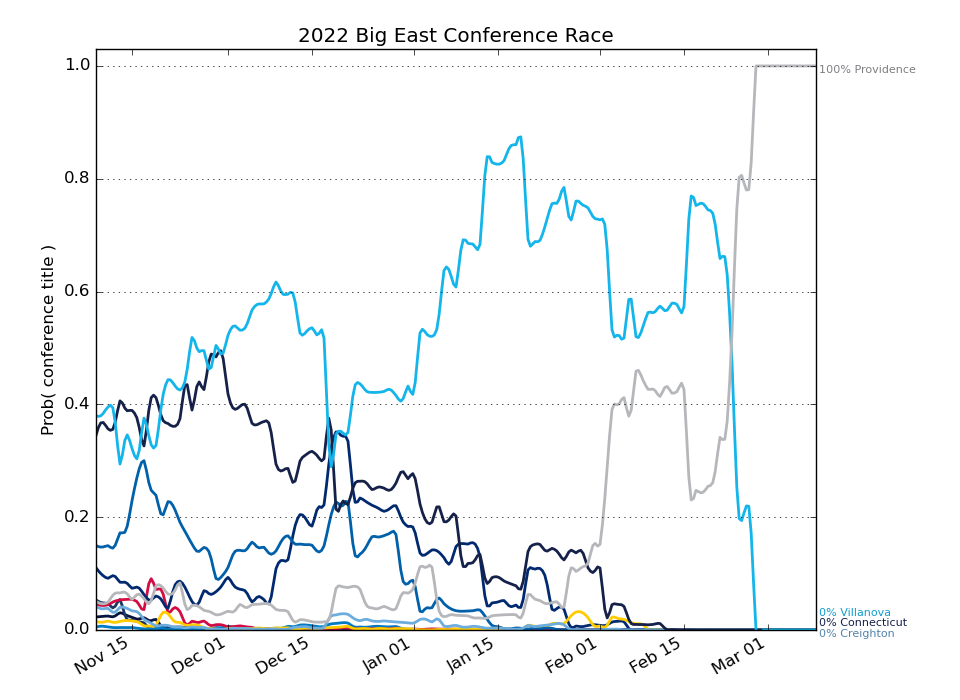 2022 Big East Conference Race
Prob( conference title )
1.0
0.8
0.6
0.4
0.2
0.0
Nov 15
Dec 01
Dec 15
Jan 01
Jan 15
Feb 01
Feb 15
Mar 01
100% Providence
0% Villanova
0% Connecticut
0% Creighton